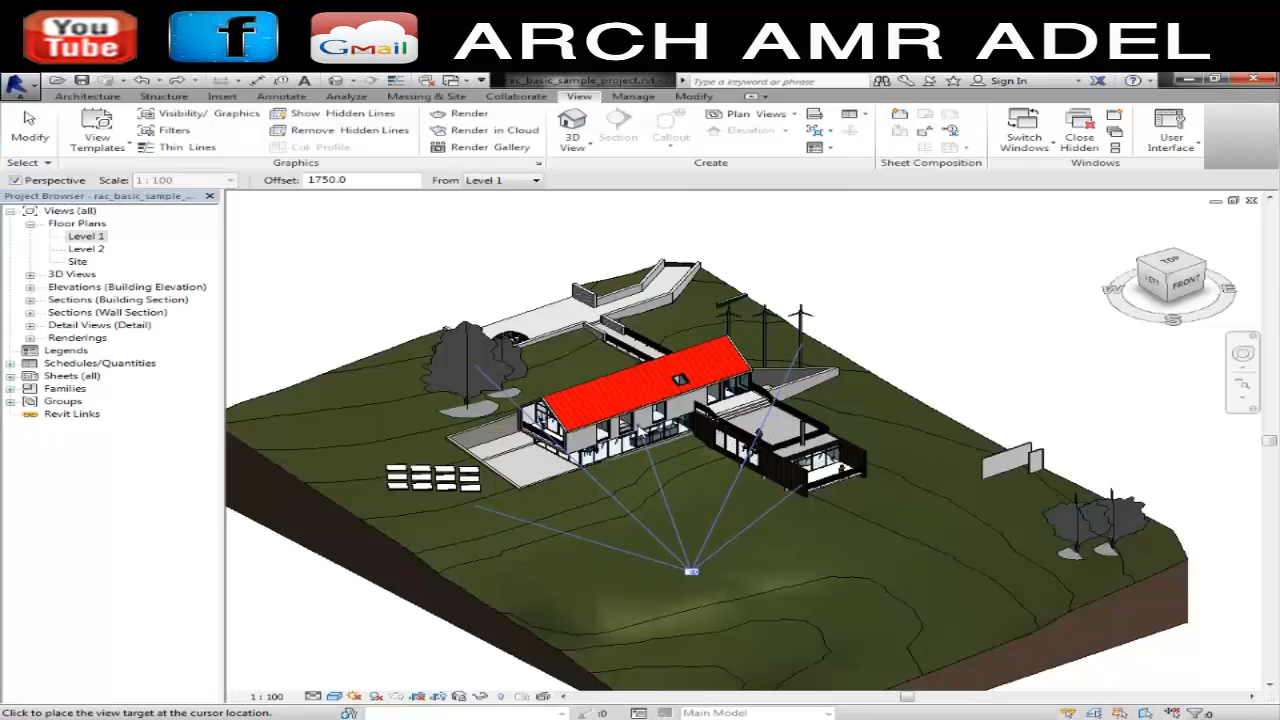 You Tube f Gmail ARCH AMR ADEL
rac_basic_sample_project.rvt - Type a keyword or phrase Sign In
Architecture Structure Insert Annotate Analyze Massing & Site Collaborate View Manage Modify
Modify
View Templates
Visibility/ Graphics
Filters
Thin Lines
Show Hidden Lines
Remove Hidden Lines
Cut Profile
Render
Render in Cloud
Render Gallery
3D View
Section
Callout
Plan Views
Elevation
Switch Windows
Close Hidden
User Interface
Select Graphics Create Sheet Composition Windows
Perspective Scale: 1 : 100 Offset: 1750.0 From Level 1
Project Browser - rac_basic_sample_...
Views (all)
Floor Plans
Level 1
Level 2
Site
3D Views
Elevations (Building Elevation)
Sections (Building Section)
Sections (Wall Section)
Detail Views (Detail)
Renderings
Legends
Schedules/Quantities
Sheets (all)
Families
Groups
Revit Links
TOP
LEFT
FRONT
S
1 : 100
Click to place the view target at the cursor location. :0 Main Model :0